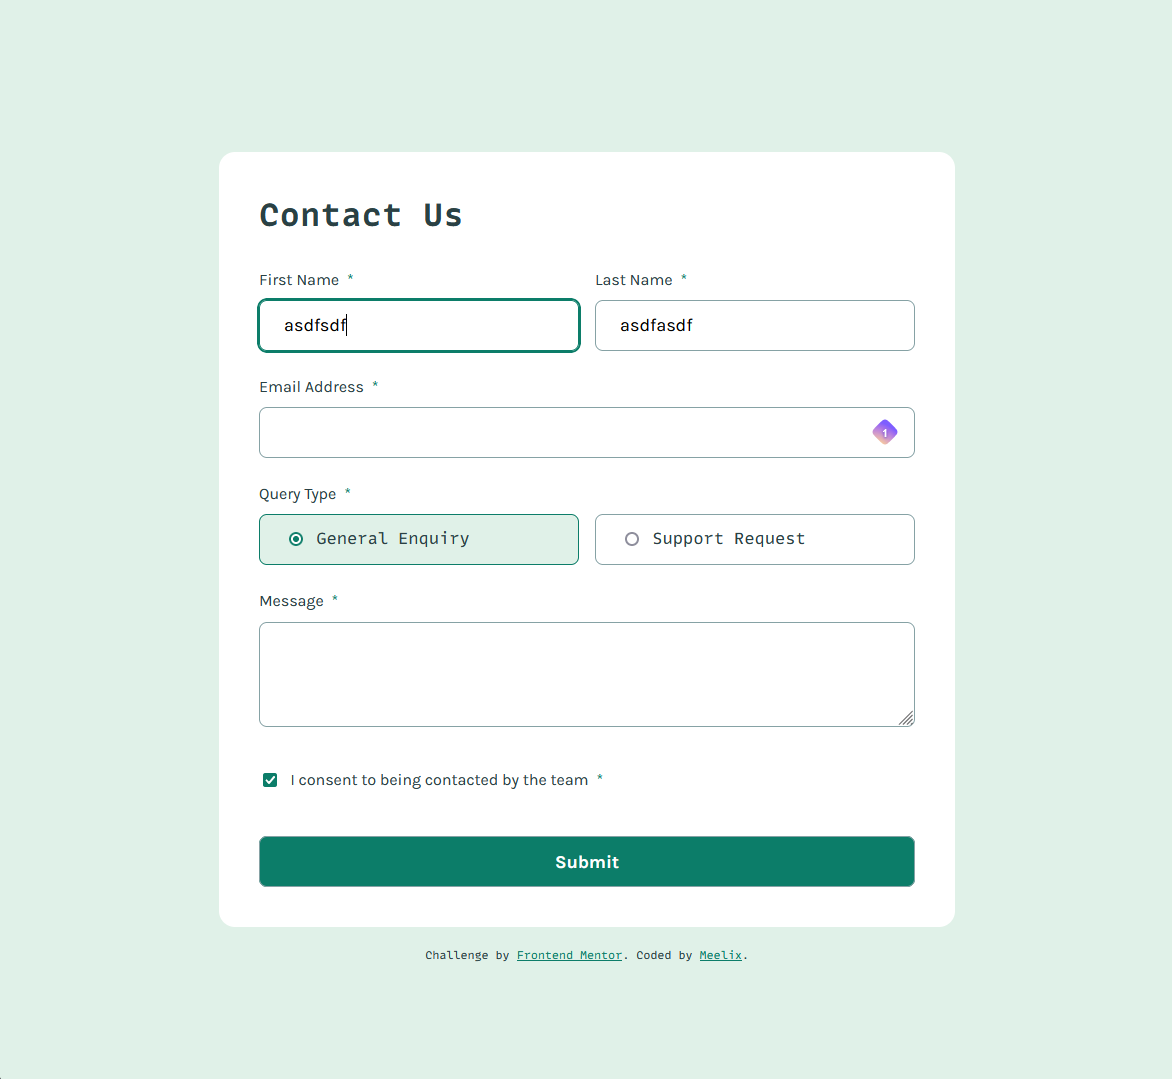 Contact Us
First Name * Last Name *
asdfsdf asdfasdf
Email Address *
1
Query Type *
General Enquiry Support Request
Message *
I consent to being contacted by the team *
Submit
Challenge by Frontend Mentor. Coded by Meelix.